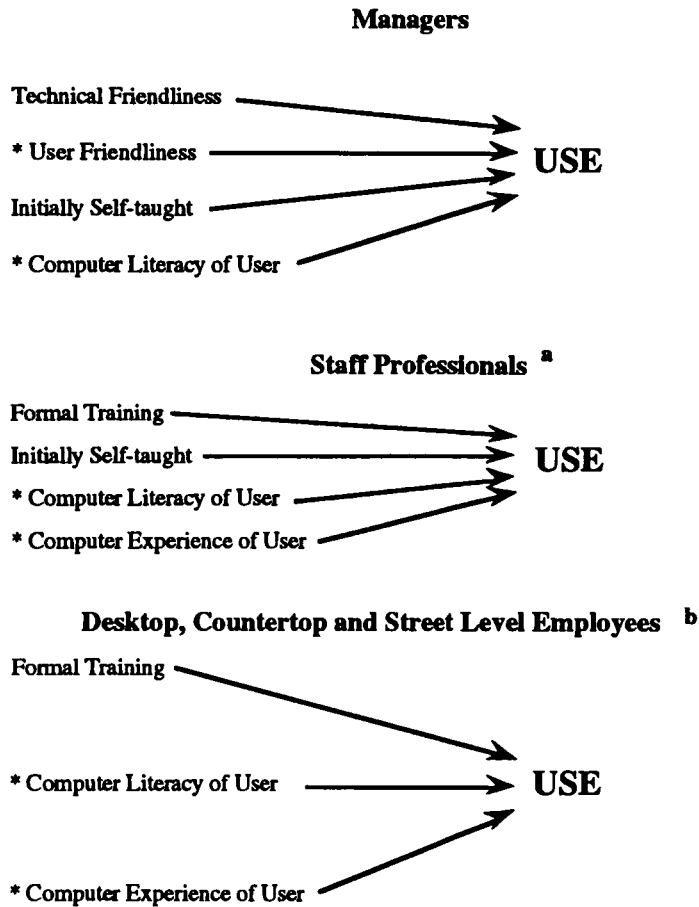 Managers
Technical Friendliness
* User Friendliness
USE
Initially Self-taught
* Computer Literacy of User
Staff Professionals a
Formal Training
Initially Self-taught
USE
* Computer Literacy of User
* Computer Experience of User
Desktop, Countertop and Street Level Employees b
Formal Training
* Computer Literacy of User
USE
* Computer Experience of User